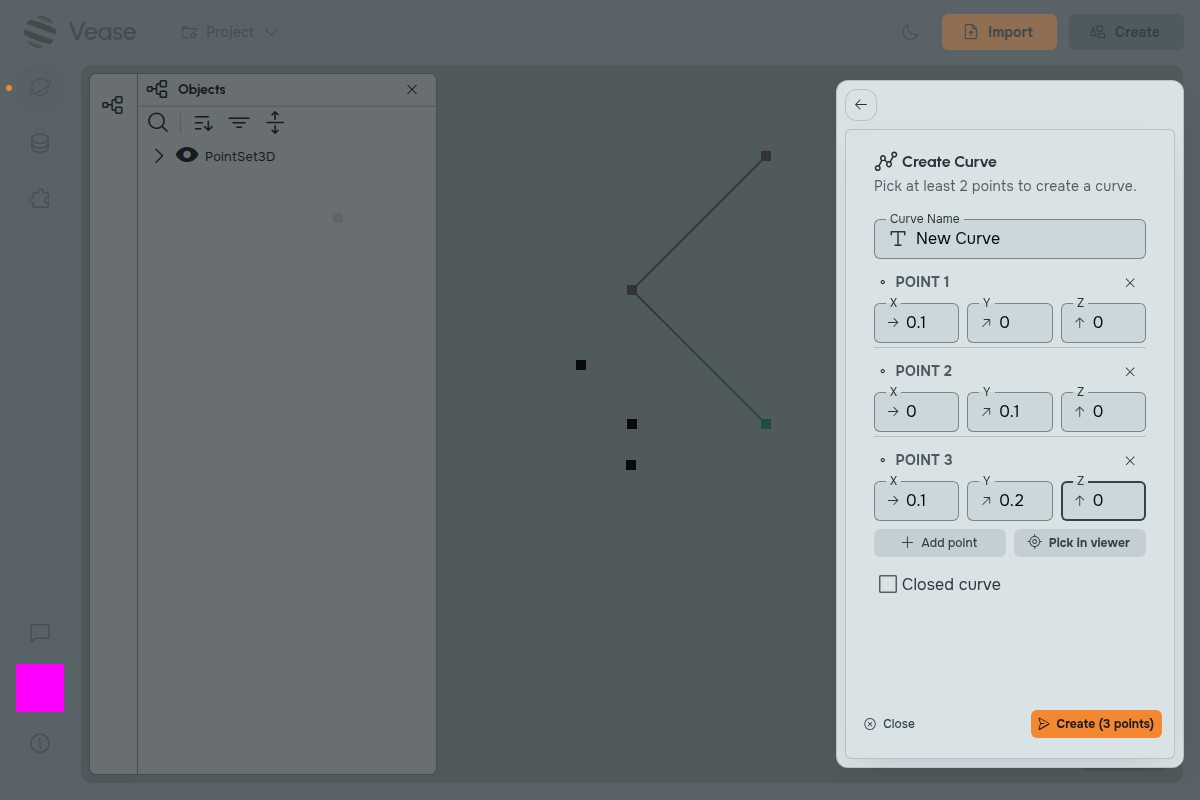 Vease
Project
Import
Create
Objects
PointSet3D
Create Curve
Pick at least 2 points to create a curve.
Curve Name
New Curve
POINT 1
X
0.1
Y
0
Z
0
POINT 2
X
0
Y
0.1
Z
0
POINT 3
X
0.1
Y
0.2
Z
0
Add point
Pick in viewer
Closed curve
Close
Create (3 points)